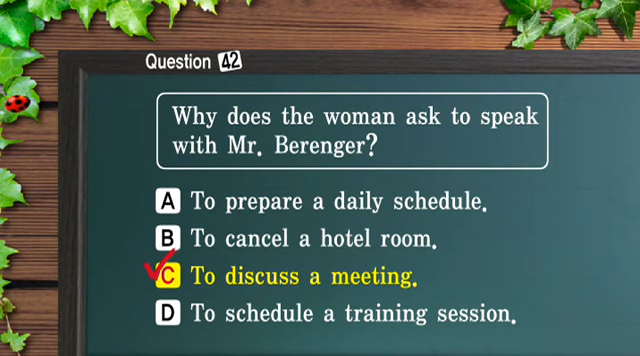 Question 42
Why does the woman ask to speak
with Mr. Berenger?
A To prepare a daily schedule.
B To cancel a hotel room.
C To discuss a meeting.
D To schedule a training session.